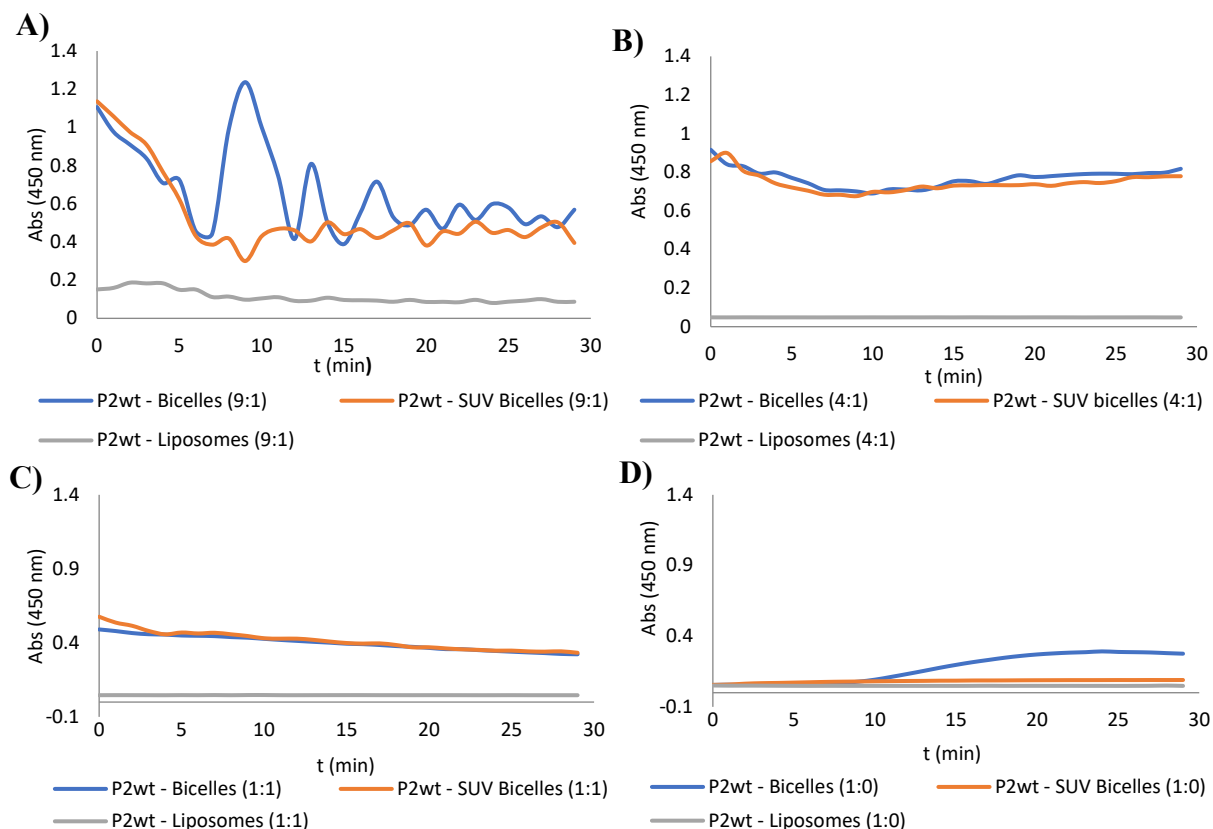 A)
1.4
1.2
1
0.8
0.6
0.4
0.2
0
Abs (450 nm)
0 5 10 15 20 25 30
t (min)
P2wt - Bicelles (9:1) P2wt - SUV Bicelles (9:1)
P2wt - Liposomes (9:1)
B)
1.4
1.2
1
0.8
0.6
0.4
0.2
0
Abs (450 nm)
0 5 10 15 20 25 30
t (min)
P2wt - Bicelles (4:1) P2wt - SUV bicelles (4:1)
P2wt - Liposomes (4:1)
C)
1.4
0.9
0.4
-0.1
Abs (450 nm)
0 5 10 15 20 25 30
t (min)
P2wt - Bicelles (1:1) P2wt - SUV Bicelles (1:1)
P2wt - Liposomes (1:1)
D)
1.4
0.9
0.4
-0.1
Abs (450 nm)
0 5 10 15 20 25 30
t (min)
P2wt - Bicelles (1:0) P2wt - SUV Bicelles (1:0)
P2wt - Liposomes (1:0)